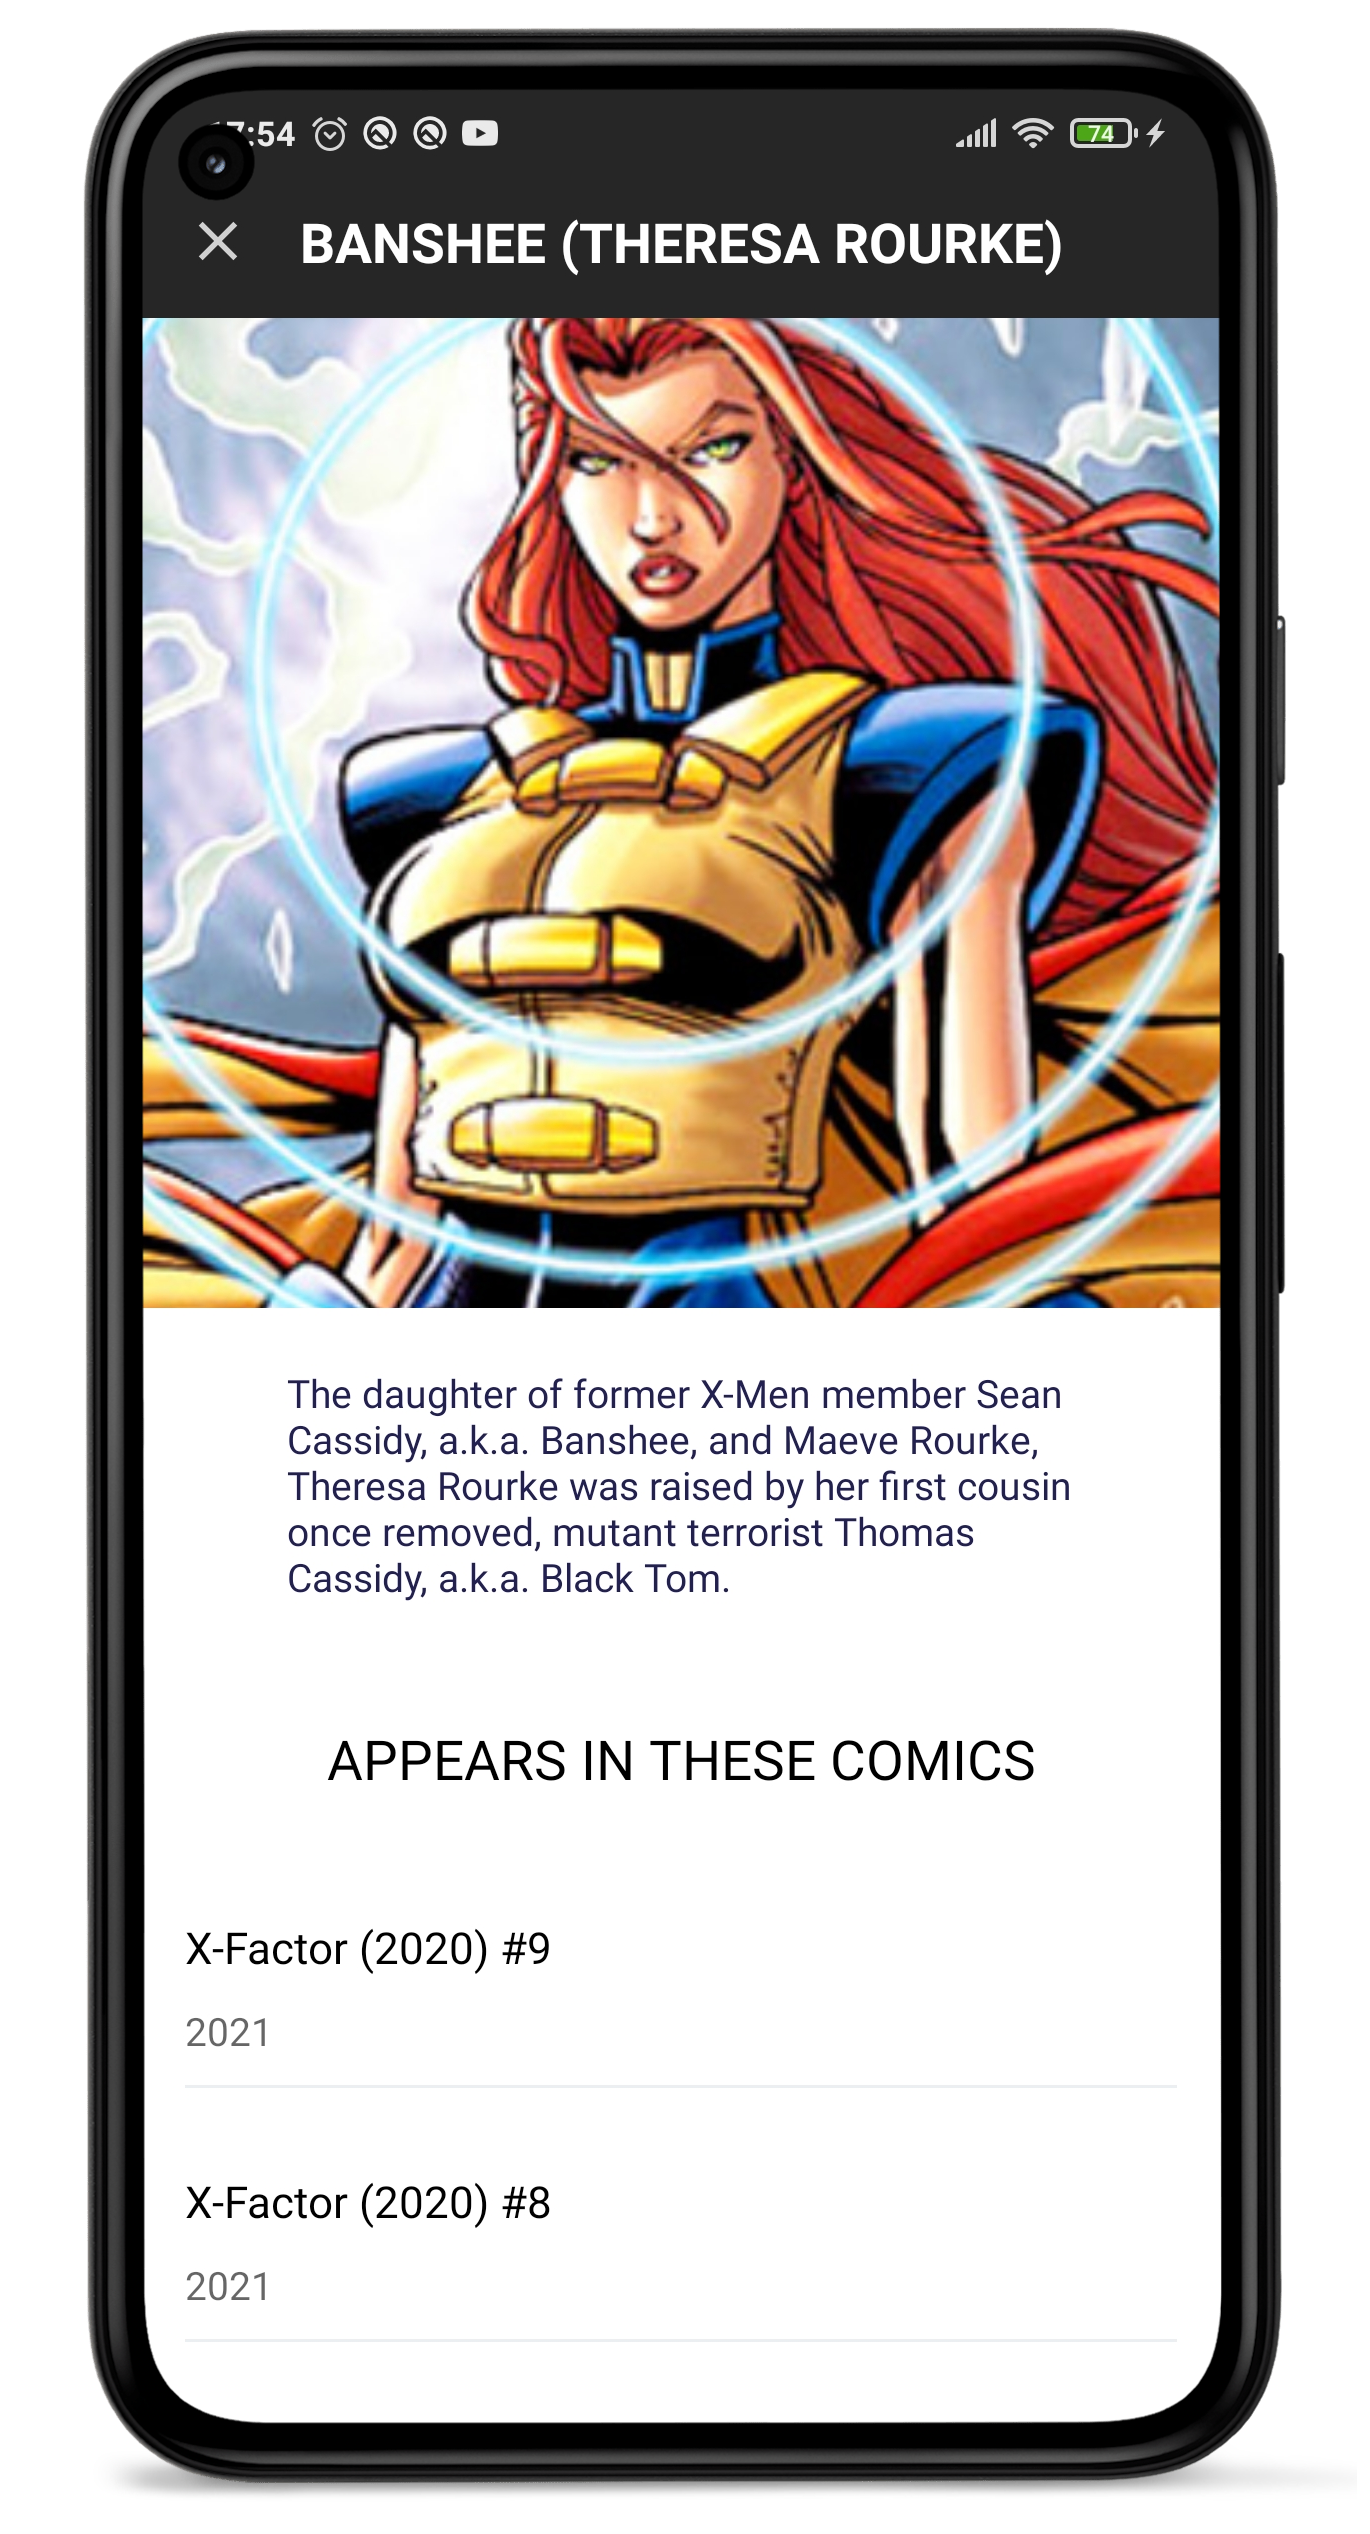 :54
74
BANSHEE (THERESA ROURKE)
The daughter of former X-Men member Sean
Cassidy, a.k.a. Banshee, and Maeve Rourke,
Theresa Rourke was raised by her first cousin
once removed, mutant terrorist Thomas
Cassidy, a.k.a. Black Tom.
APPEARS IN THESE COMICS
X-Factor (2020) #9
2021
X-Factor (2020) #8
2021